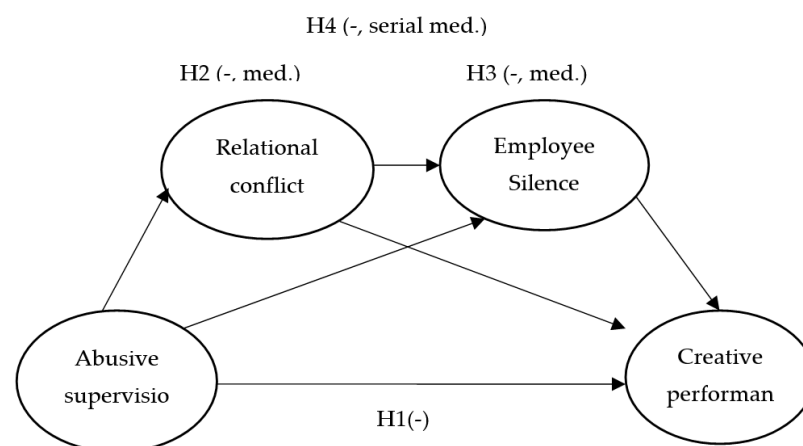 H4 (-, serial med.)
H2 (-, med.)
H3 (-, med.)
Relational
conflict
Employee
Silence
Abusive
supervisio
Creative
performan
H1(-)